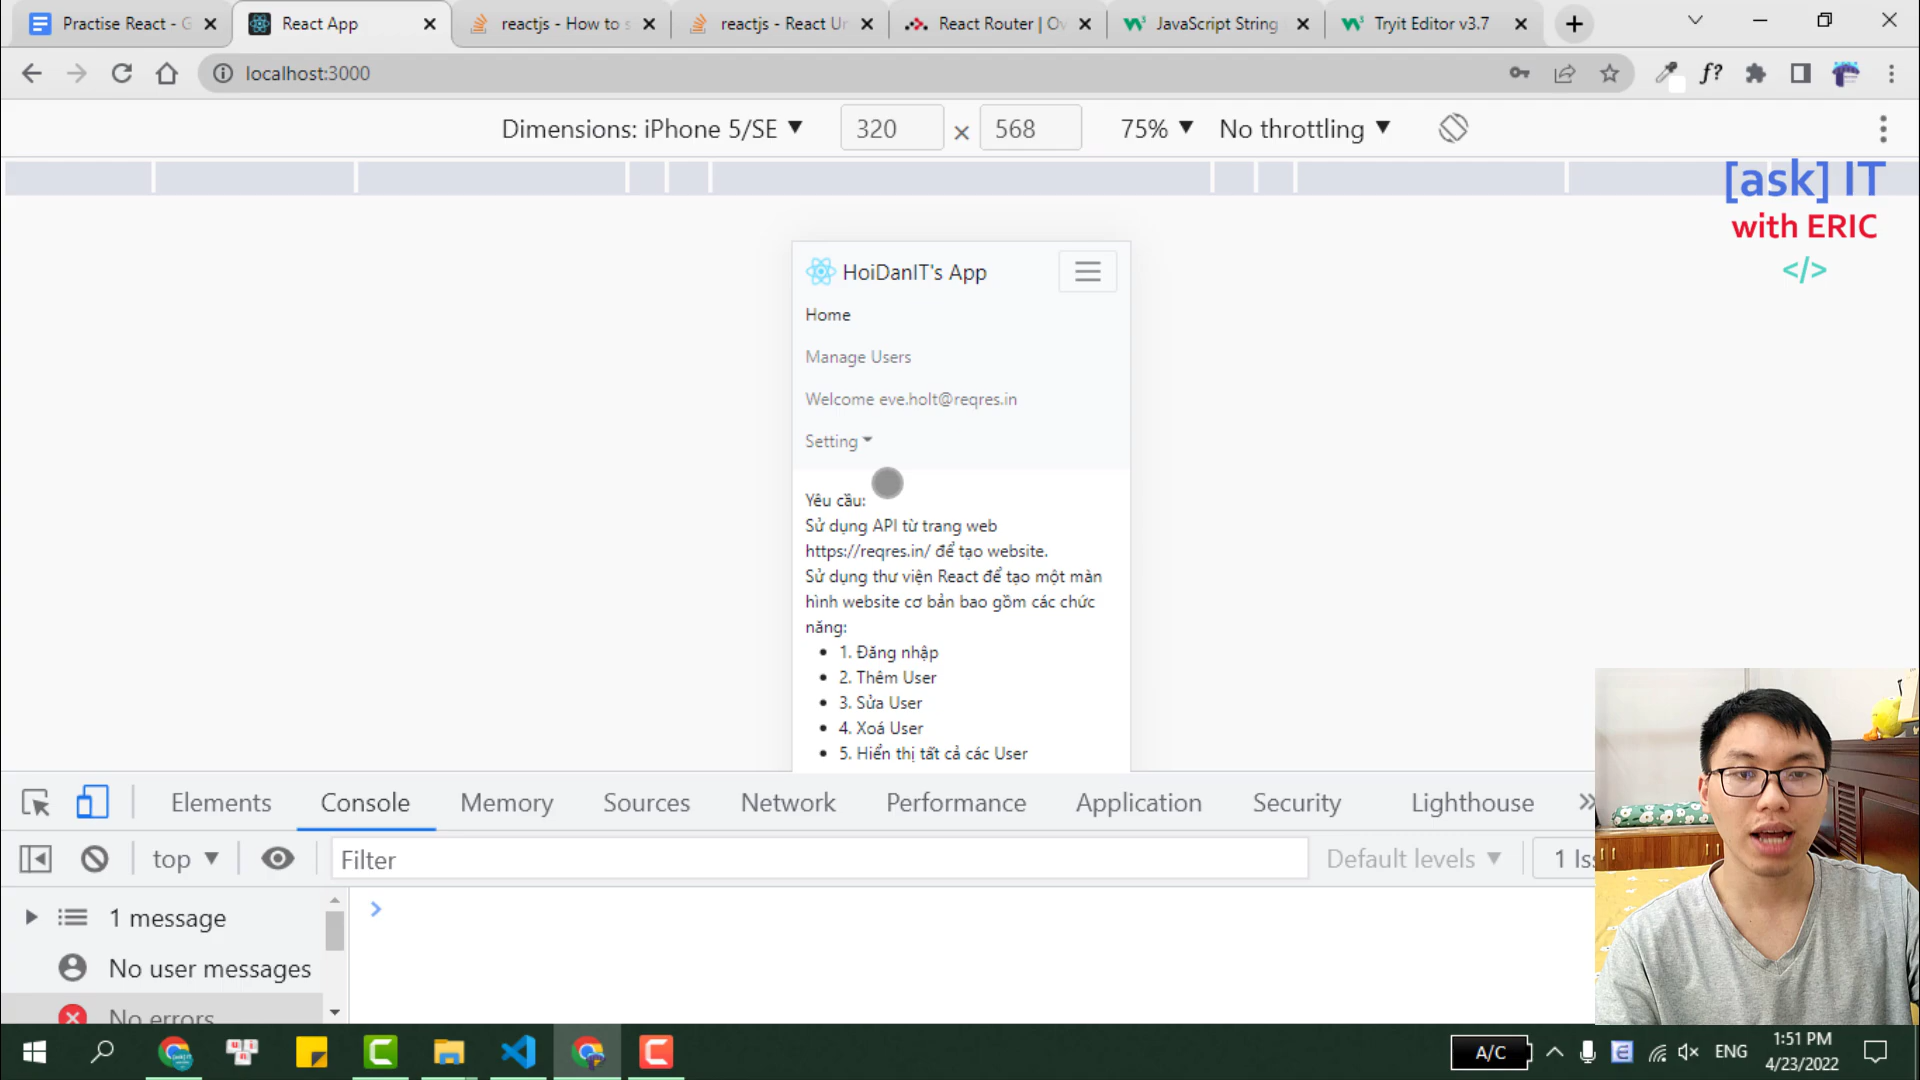 Practise React - G
React App
reactjs - How to s
reactjs - React Ur
React Router | Ov
JavaScript String
Tryit Editor v3.7
localhost:3000
f?
Dimensions: iPhone 5/SE
320 × 568
75%
No throttling
[ask] IT
with ERIC
</>
HoiDanIT's App
Home
Manage Users
Welcome eve.holt@reqres.in
Setting
Yêu cầu:
Sử dụng API từ trang web
https://reqres.in/ để tạo website.
Sử dụng thư viện React để tạo một màn
hình website cơ bản bao gồm các chức
năng:
1. Đăng nhập
2. Thêm User
3. Sửa User
4. Xoá User
5. Hiển thị tất cả các User
Elements
Console
Memory
Sources
Network
Performance
Application
Security
Lighthouse
top
Filter
Default levels
1 Iss
1 message
No user messages
No errors
A/C
ENG
1:51 PM
4/23/2022